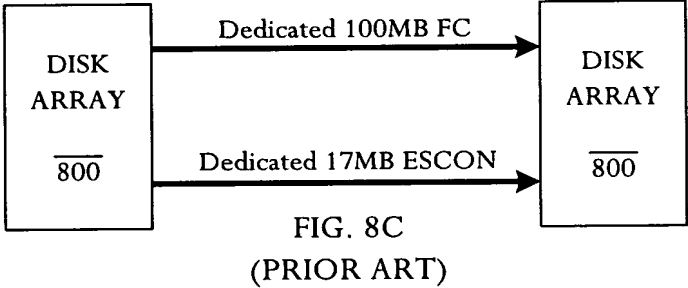 Dedicated 100MB FC
DISK
ARRAY
800
DISK
ARRAY
800
Dedicated 17MB ESCON
FIG. 8C
(PRIOR ART)